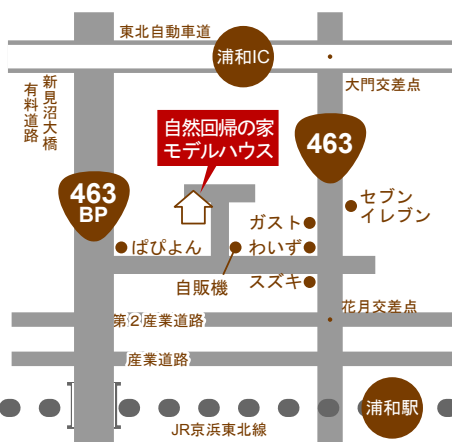 東北自動車道
浦和IC
大門交差点
新見沼大橋
有料道路
自然回帰の家
モデルハウス
463
463
BP
セブン
イレブン
ガスト
ぱぴよん
わいず
自販機
スズキ
花月交差点
第2産業道路
産業道路
浦和駅
JR京浜東北線